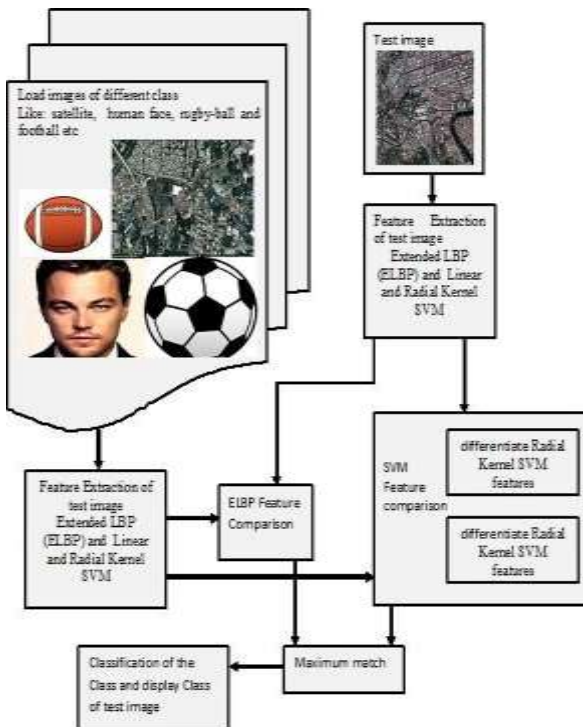 Load images of different class
Like: satellite, human face, rugby-ball and
football etc
Test image
Feature Extraction
of test image
Extended LBP
(ELBP) and Linear
and Radial Kernel
SVM
Feature Extraction of
test image
Extended LBP
(ELBP) and Linear
and Radial Kernel
SVM
ELBP Feature
Comparison
SVM
Feature
comparison
differentiate Radial
Kernel SVM
features
differentiate Radial
Kernel SVM
features
Maximum match
Classification of the
Class and display Class
of test image